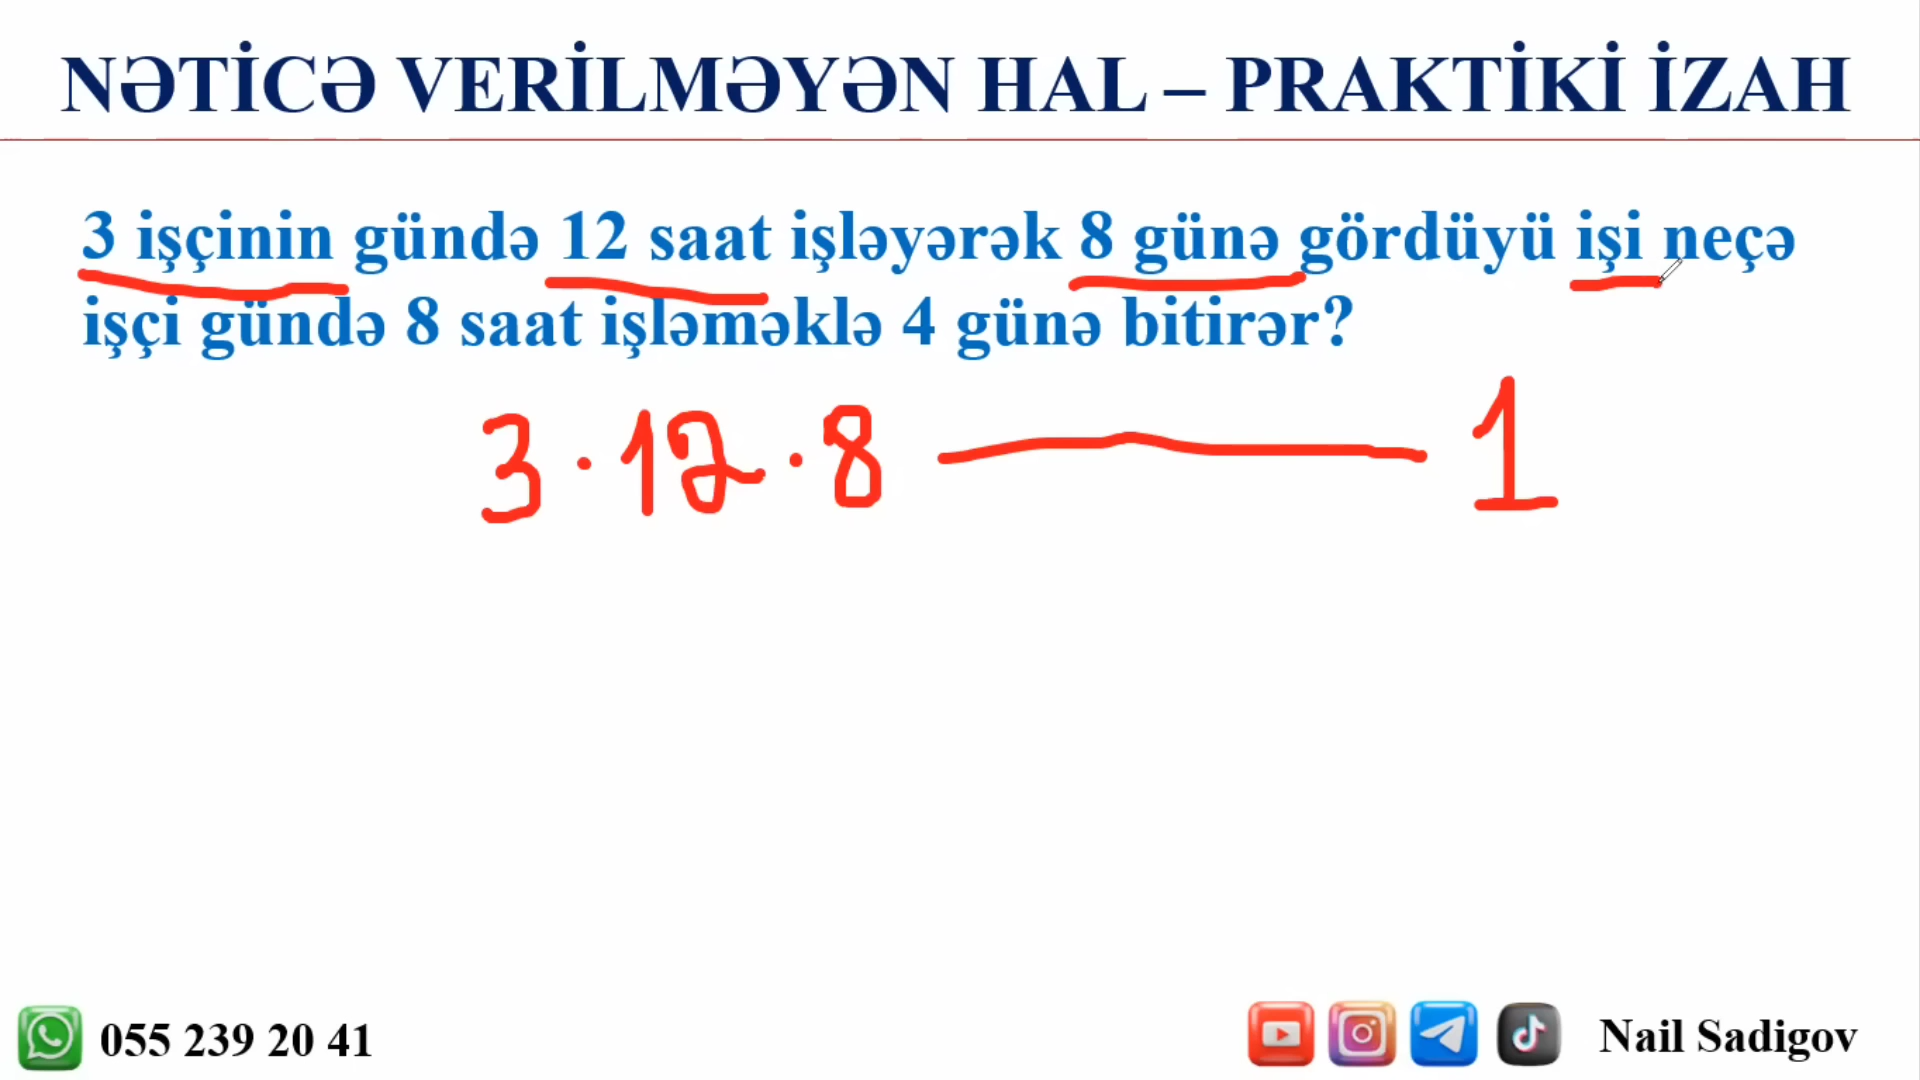 NƏTİCƏ VERİLMƏYƏN HAL – PRAKTİKİ İZAH
3 işçinin gündə 12 saat işləyərək 8 günə gördüyü işi neçə
işçi gündə 8 saat işləməklə 4 günə bitirər?
3 · 12 · 8 — 1
055 239 20 41
Nail Sadigov